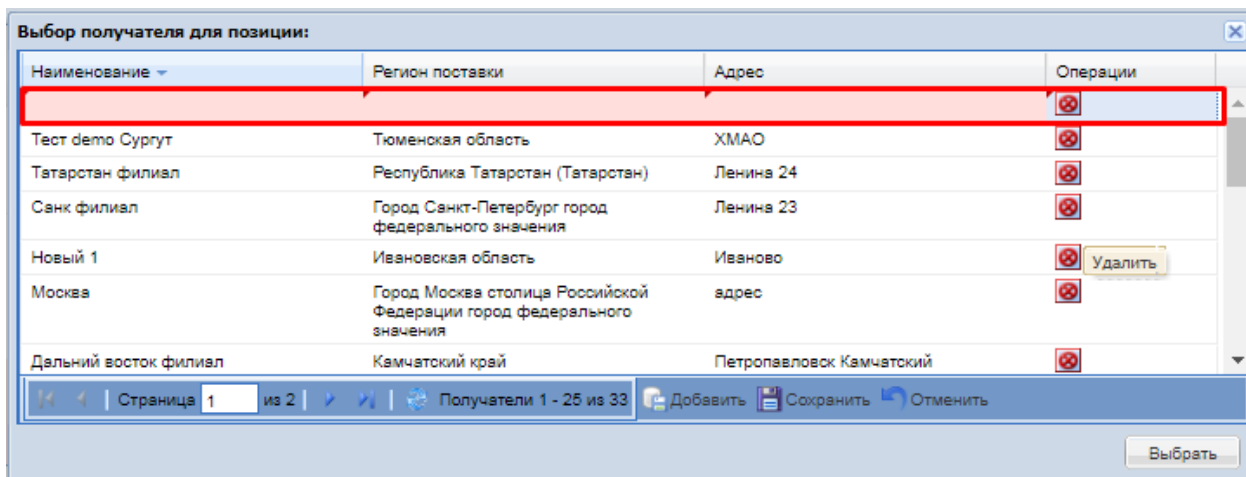 Выбор получателя для позиции:
Наименование Регион поставки Адрес Операции
Тест demo Сургут Тюменская область ХМАО
Татарстан филиал Республика Татарстан (Татарстан) Ленина 24
Санк филиал Город Санкт-Петербург город Ленина 23
федерального значения
Новый 1 Ивановская область Иваново
Удалить
Москва Город Москва столица Российской адрес
Федерации город федерального
значения
Дальний восток филиал Камчатский край Петропавловск Камчатский
Страница 1 из 2 Получатели 1 - 25 из 33 Добавить Сохранить Отменить
Выбрать